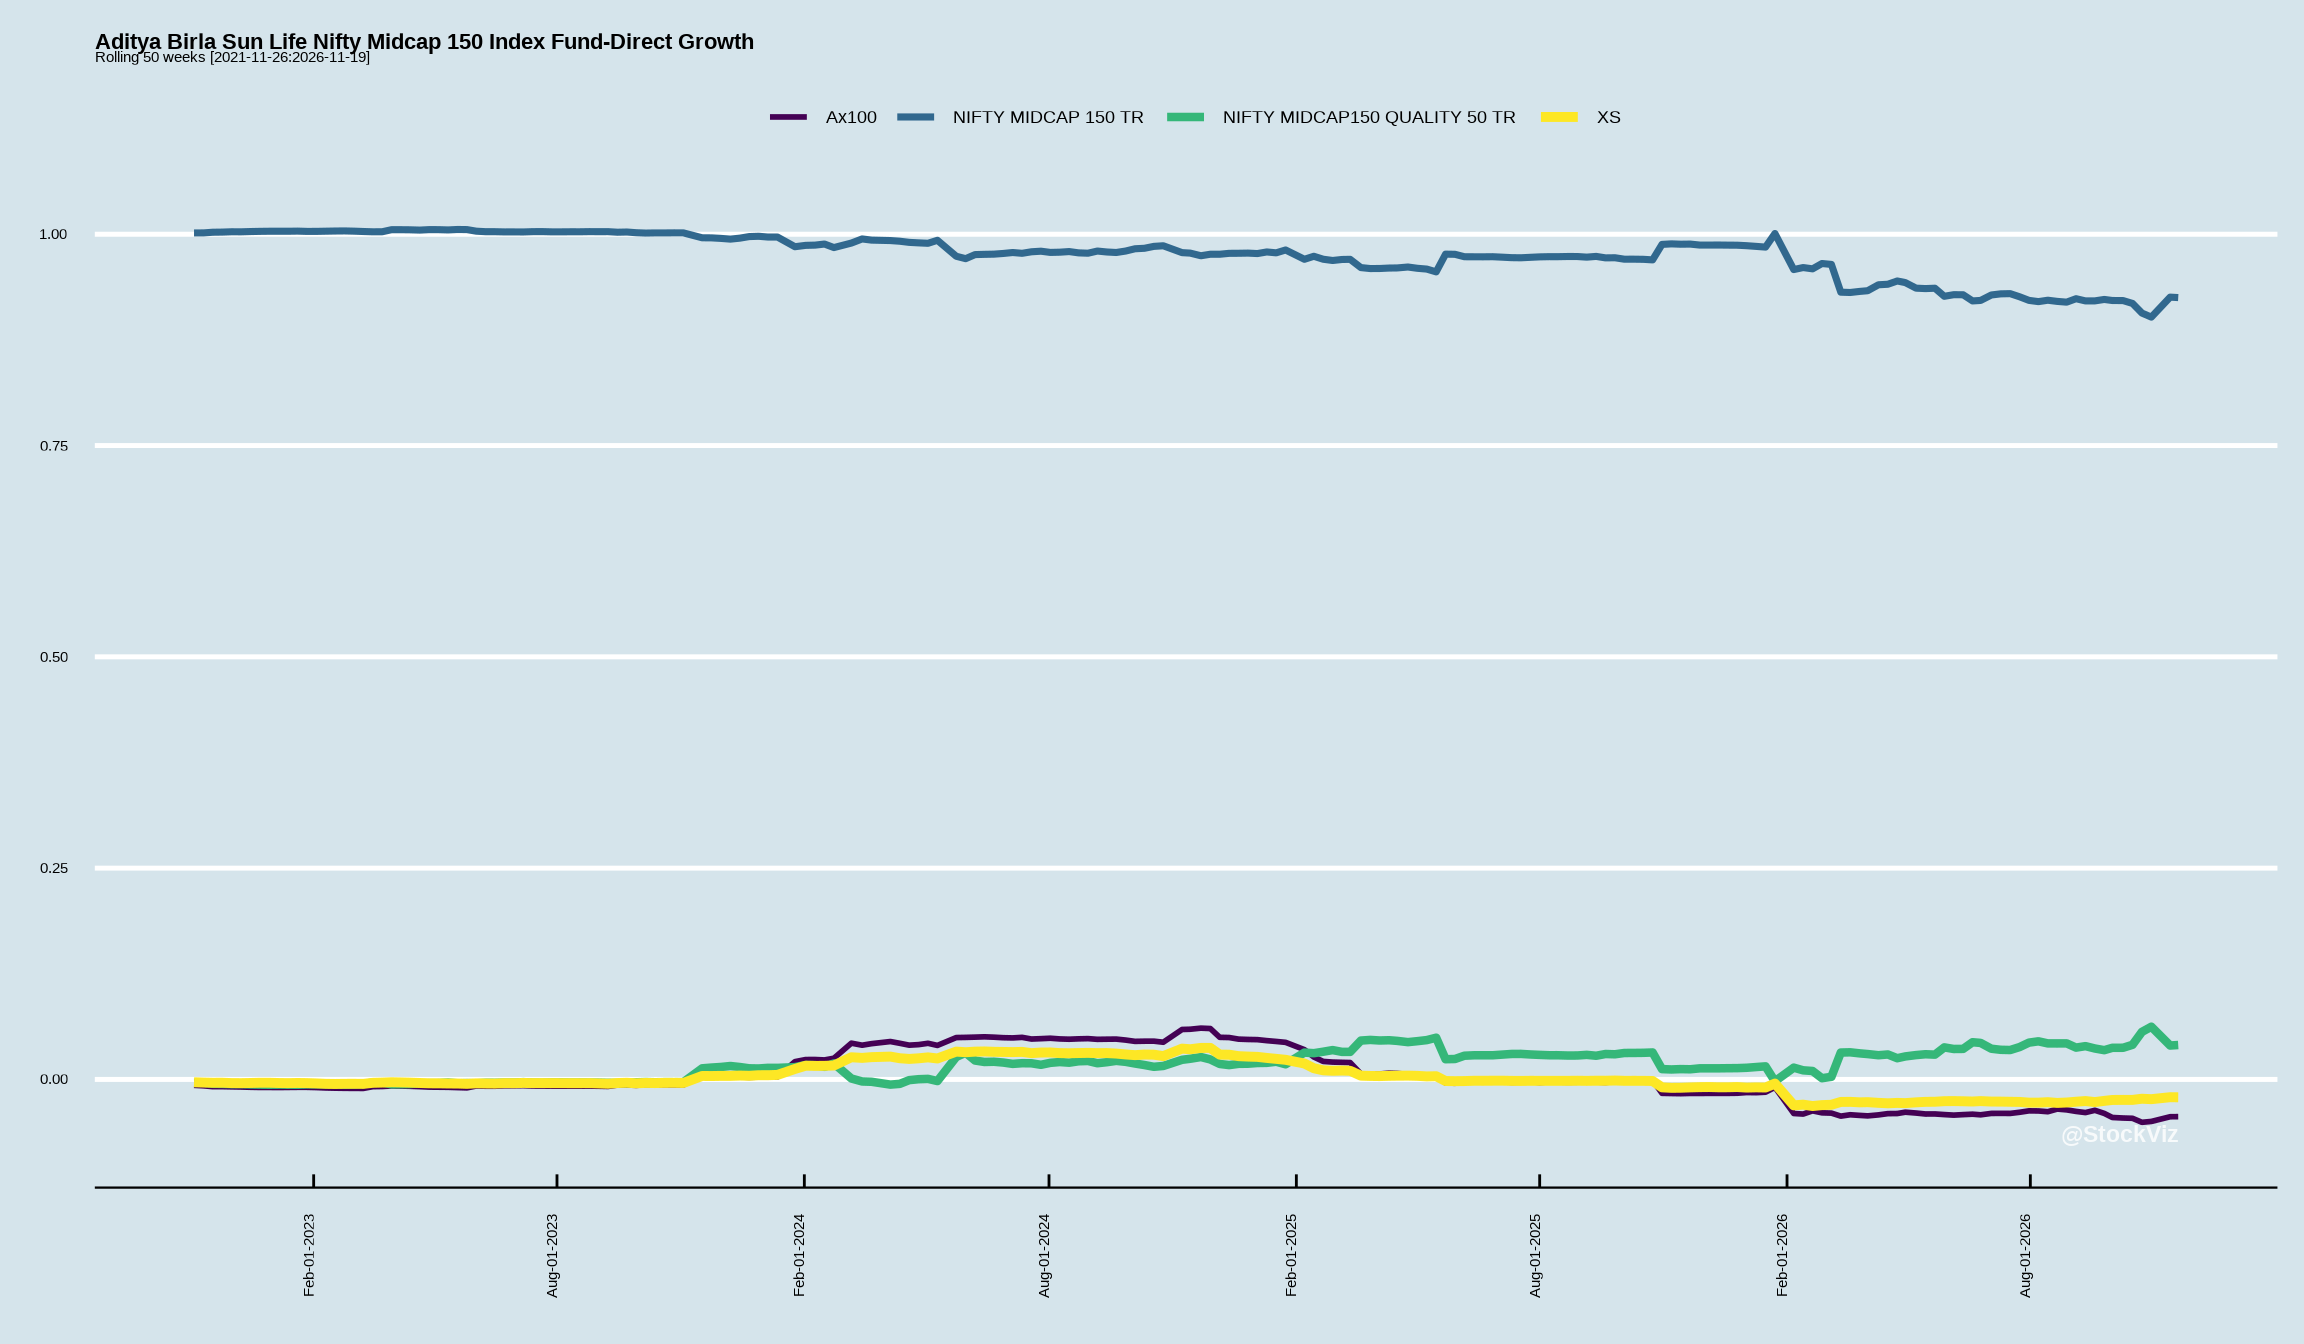 Aditya Birla Sun Life Nifty Midcap 150 Index Fund-Direct Growth
Rolling 50 weeks [2021-11-26:2026-11-19]
Ax100 NIFTY MIDCAP 150 TR NIFTY MIDCAP150 QUALITY 50 TR XS
1.00
0.75
0.50
0.25
0.00
@StockViz
Feb-01-2023 Aug-01-2023 Feb-01-2024 Aug-01-2024 Feb-01-2025 Aug-01-2025 Feb-01-2026 Aug-01-2026